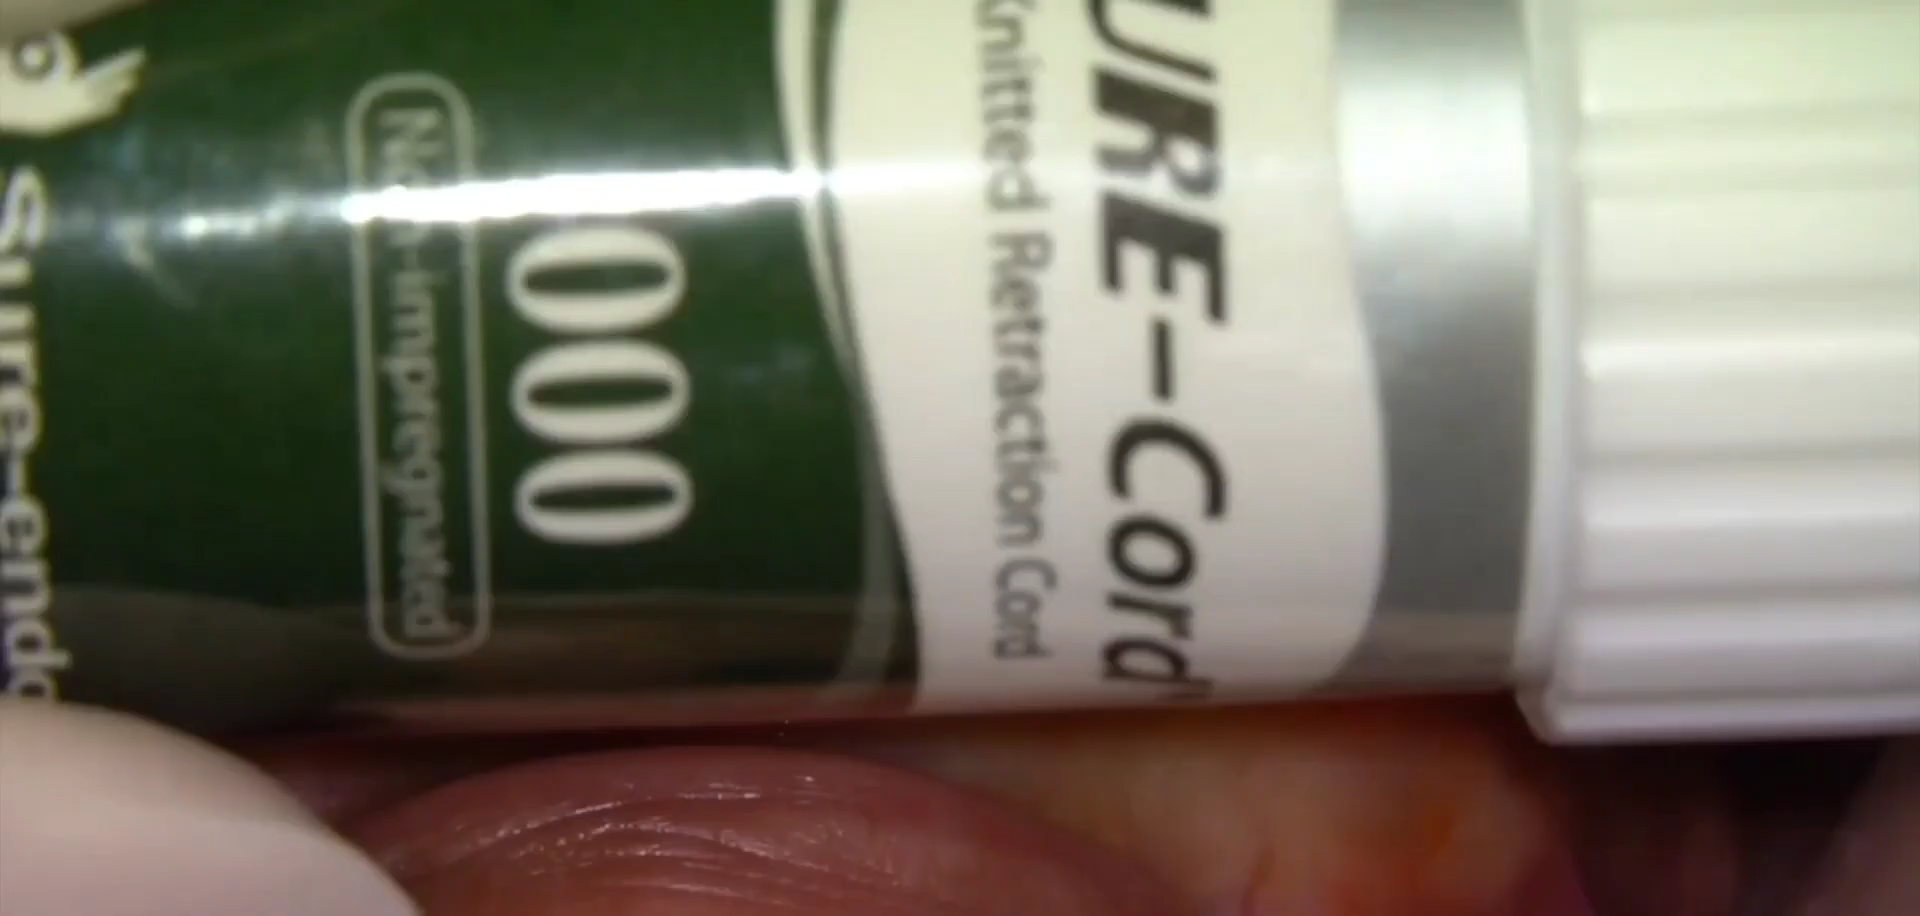 URE-Cord
Knitted Retraction Cord
000
Non-impregnated
Sure-endo